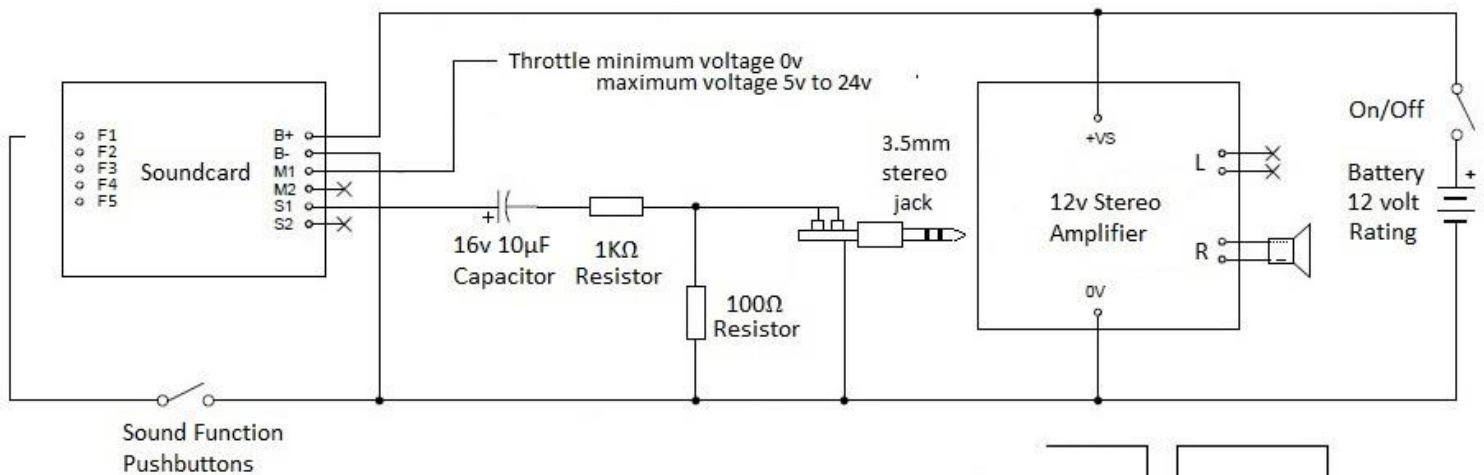 Throttle minimum voltage 0v
maximum voltage 5v to 24v
F1
F2
F3
F4
F5
Soundcard
B+
B-
M1
M2
S1
S2
+
16v 10µF
Capacitor
1KΩ
Resistor
100Ω
Resistor
3.5mm
stereo
jack
+VS
12v Stereo
Amplifier
L
R
0V
On/Off
Battery
12 volt
Rating
+
Sound Function
Pushbuttons